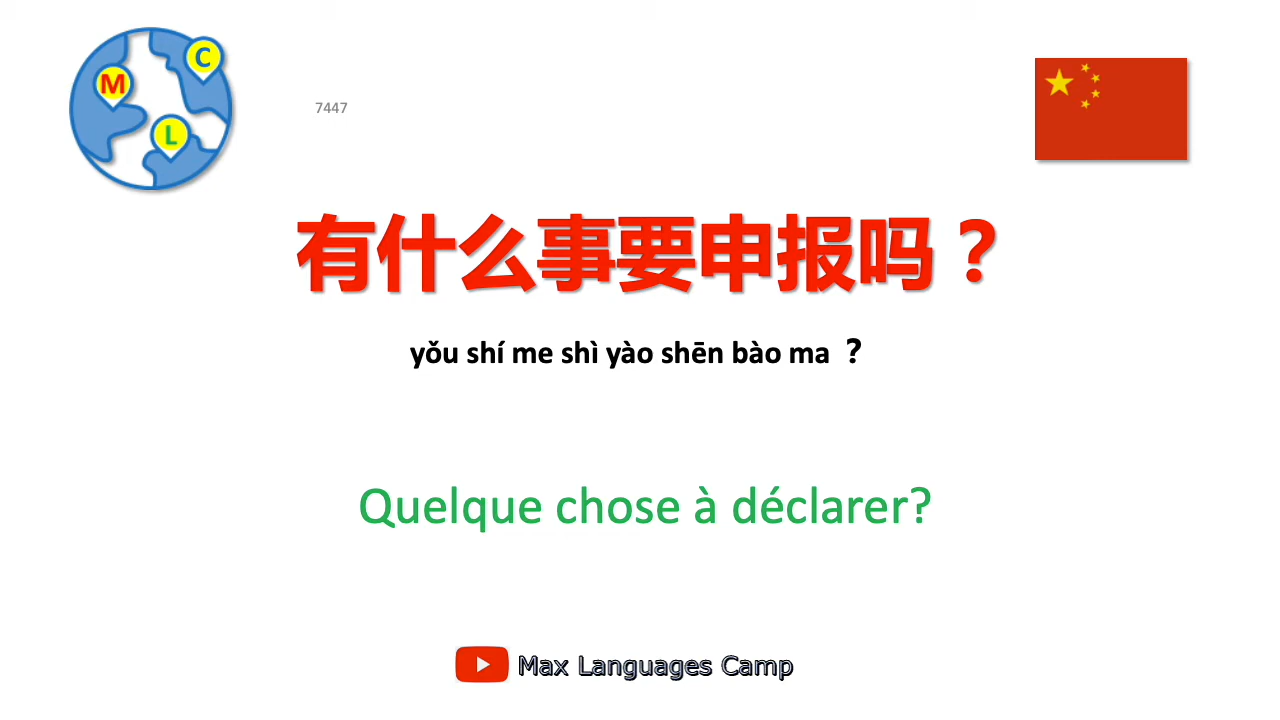 C
M
L
7447
有什么事要申报吗？
yǒu shí me shì yào shēn bào ma ？
Quelque chose à déclarer?
Max Languages Camp